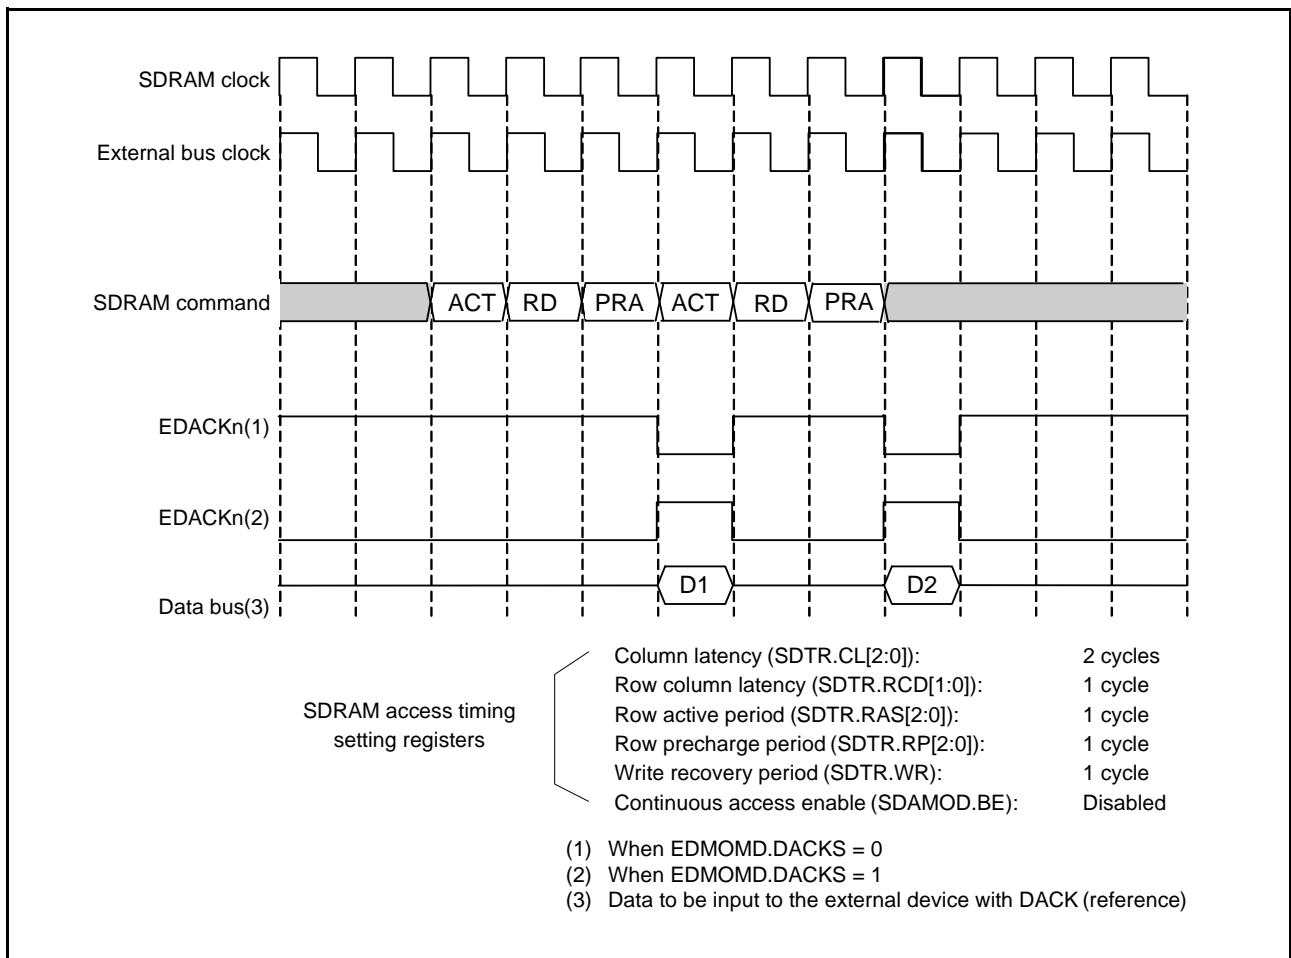 SDRAM clock
External bus clock
SDRAM command
ACT RD PRA ACT RD PRA
EDACKn(1)
EDACKn(2)
D1 D2
Data bus(3)
SDRAM access timing
setting registers
Column latency (SDTR.CL[2:0]): 2 cycles
Row column latency (SDTR.RCD[1:0]): 1 cycle
Row active period (SDTR.RAS[2:0]): 1 cycle
Row precharge period (SDTR.RP[2:0]): 1 cycle
Write recovery period (SDTR.WR): 1 cycle
Continuous access enable (SDAMOD.BE): Disabled
(1) When EDMOMD.DACKS = 0
(2) When EDMOMD.DACKS = 1
(3) Data to be input to the external device with DACK (reference)